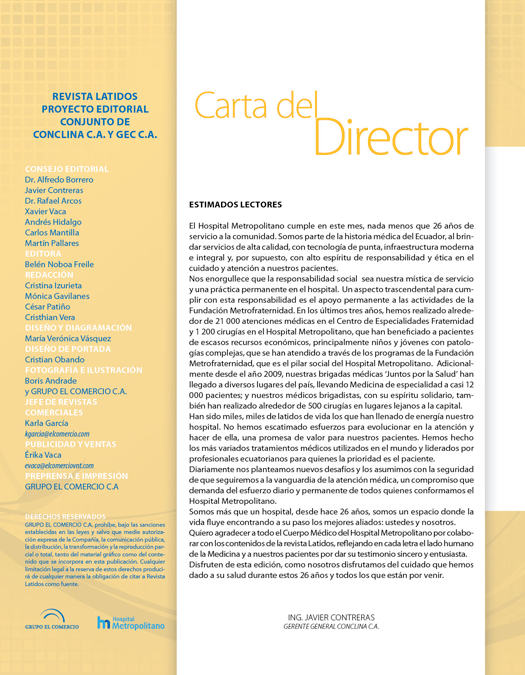 REVISTA LATIDOS
PROYECTO EDITORIAL
CONJUNTO DE
CONCLINA C.A. Y GEC C.A.
CONSEJO EDITORIAL
Dr. Alfredo Borrero
Javier Contreras
Dr. Rafael Arcos
Xavier Vaca
Andrés Hidalgo
Carlos Mantilla
Martín Pallares
EDITORA
Belén Noboa Freile
REDACCIÓN
Cristina Izurieta
Mónica Gavilanes
César Patiño
Cristhian Vera
DISEÑO Y DIAGRAMACIÓN
María Verónica Vásquez
DISEÑO DE PORTADA
Cristian Obando
FOTOGRAFÍA E ILUSTRACIÓN
Boris Andrade
y GRUPO EL COMERCIO C.A.
JEFE DE REVISTAS
COMERCIALES
Karla García
kgarcia@elcomercio.com
PUBLICIDAD Y VENTAS
Érika Vaca
evaca@elcomerciovnt.com
PREPRENSA E IMPRESIÓN
GRUPO EL COMERCIO C.A
DERECHOS RESERVADOS
GRUPO EL COMERCIO C.A. prohíbe, bajo las sanciones
establecidas en las leyes y salvo que medie autoriza-
ción expresa de la Compañía, la comunicación pública,
la distribución, la transformación y la reproducción par-
cial o total, tanto del material gráfico como del conte-
nido que se incorpora en esta publicación. Cualquier
limitación legal a la reserva de estos derechos produci-
rá de cualquier manera la obligación de citar a Revista
Latidos como fuente.
GRUPO EL COMERCIO
hm Hospital
Metropolitano
Carta del
Director
ESTIMADOS LECTORES
El Hospital Metropolitano cumple en este mes, nada menos que 26 años de
servicio a la comunidad. Somos parte de la historia médica del Ecuador, al brin-
dar servicios de alta calidad, con tecnología de punta, infraestructura moderna
e integral y, por supuesto, con alto espíritu de responsabilidad y ética en el
cuidado y atención a nuestros pacientes.
Nos enorgullece que la responsabilidad social sea nuestra mística de servicio
y una práctica permanente en el hospital. Un aspecto trascendental para cum-
plir con esta responsabilidad es el apoyo permanente a las actividades de la
Fundación Metrofraternidad. En los últimos tres años, hemos realizado alrede-
dor de 21 000 atenciones médicas en el Centro de Especialidades Fraternidad
y 1 200 cirugías en el Hospital Metropolitano, que han beneficiado a pacientes
de escasos recursos económicos, principalmente niños y jóvenes con patolo-
gías complejas, que se han atendido a través de los programas de la Fundación
Metrofraternidad, que es el pilar social del Hospital Metropolitano. Adicional-
mente desde el año 2009, nuestras brigadas médicas 'Juntos por la Salud' han
llegado a diversos lugares del país, llevando Medicina de especialidad a casi 12
000 pacientes; y nuestros médicos brigadistas, con su espíritu solidario, tam-
bién han realizado alrededor de 500 cirugías en lugares lejanos a la capital.
Han sido miles, miles de latidos de vida los que han llenado de energía nuestro
hospital. No hemos escatimado esfuerzos para evolucionar en la atención y
hacer de ella, una promesa de valor para nuestros pacientes. Hemos hecho
los más variados tratamientos médicos utilizados en el mundo y liderados por
profesionales ecuatorianos para quienes la prioridad es el paciente.
Diariamente nos planteamos nuevos desafíos y los asumimos con la seguridad
de que seguiremos a la vanguardia de la atención médica, un compromiso que
demanda del esfuerzo diario y permanente de todos quienes conformamos el
Hospital Metropolitano.
Somos más que un hospital, desde hace 26 años, somos un espacio donde la
vida fluye encontrando a su paso los mejores aliados: ustedes y nosotros.
Quiero agradecer a todo el Cuerpo Médico del Hospital Metropolitano por colabo-
rar con los contenidos de la revista Latidos, reflejando en cada letra el lado humano
de la Medicina y a nuestros pacientes por dar su testimonio sincero y entusiasta.
Disfruten de esta edición, como nosotros disfrutamos del cuidado que hemos
dado a su salud durante estos 26 años y todos los que están por venir.
ING. JAVIER CONTRERAS
GERENTE GENERAL CONCLINA C.A.